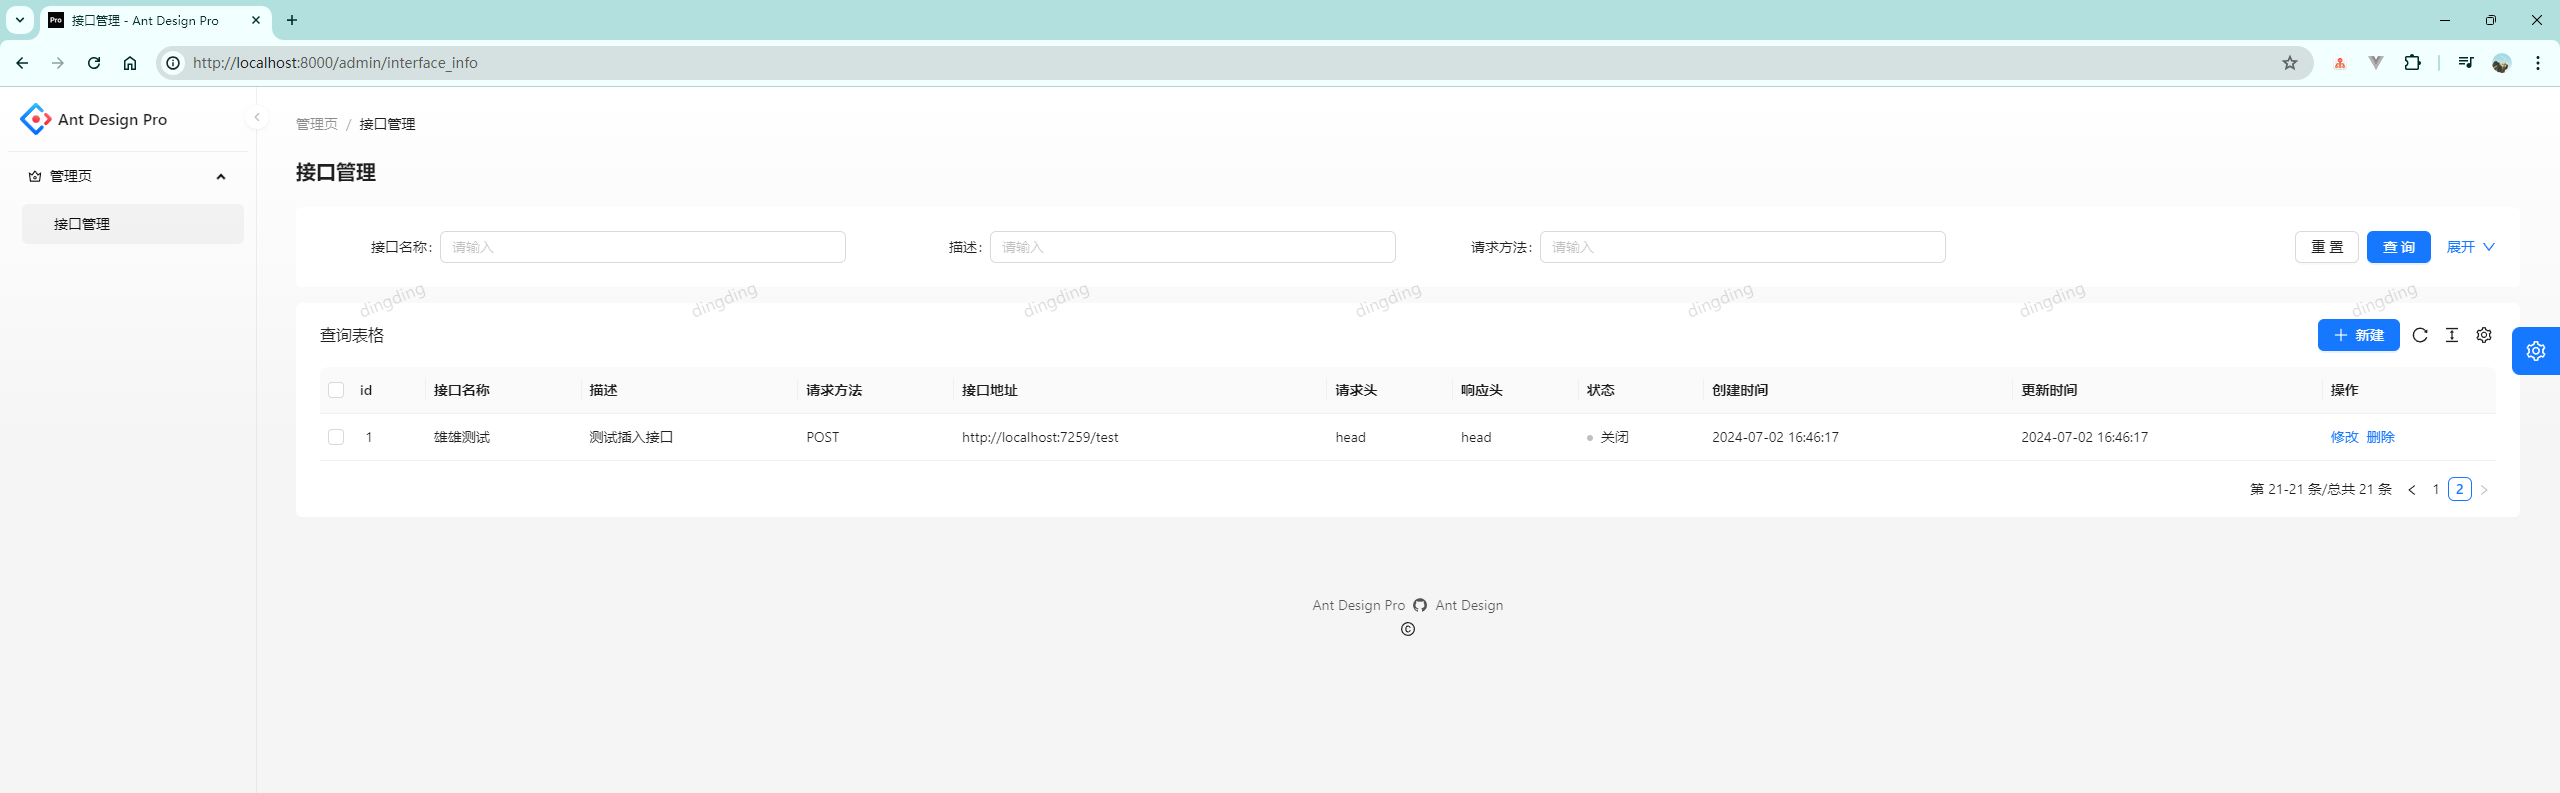 接口管理 - Ant Design Pro
http://localhost:8000/admin/interface_info
Ant Design Pro
管理页
接口管理
管理页 / 接口管理
接口管理
接口名称: 请输入 描述: 请输入 请求方法: 请输入 重 置 查 询 展开
dingding dingding dingding dingding dingding dingding dingding
查询表格 新建
id 接口名称 描述 请求方法 接口地址 请求头 响应头 状态 创建时间 更新时间 操作
1 雄雄测试 测试插入接口 POST http://localhost:7259/test head head 关闭 2024-07-02 16:46:17 2024-07-02 16:46:17 修改 删除
第 21-21 条/总共 21 条 < 1 2 >
Ant Design Pro Ant Design
©